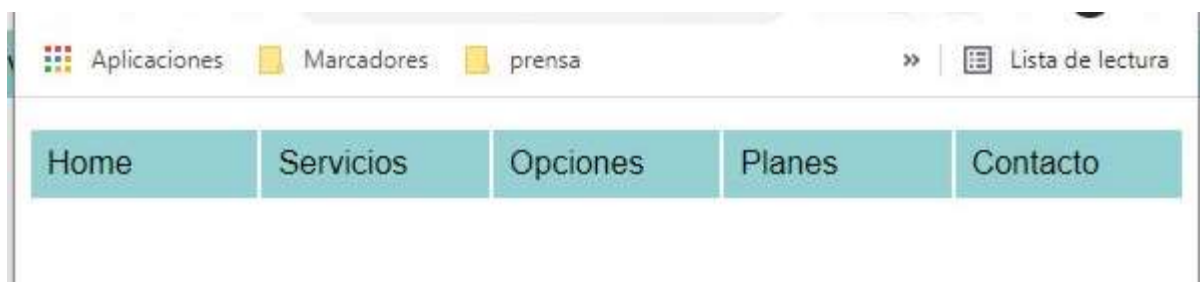 Aplicaciones Marcadores prensa » Lista de lectura
Home Servicios Opciones Planes Contacto